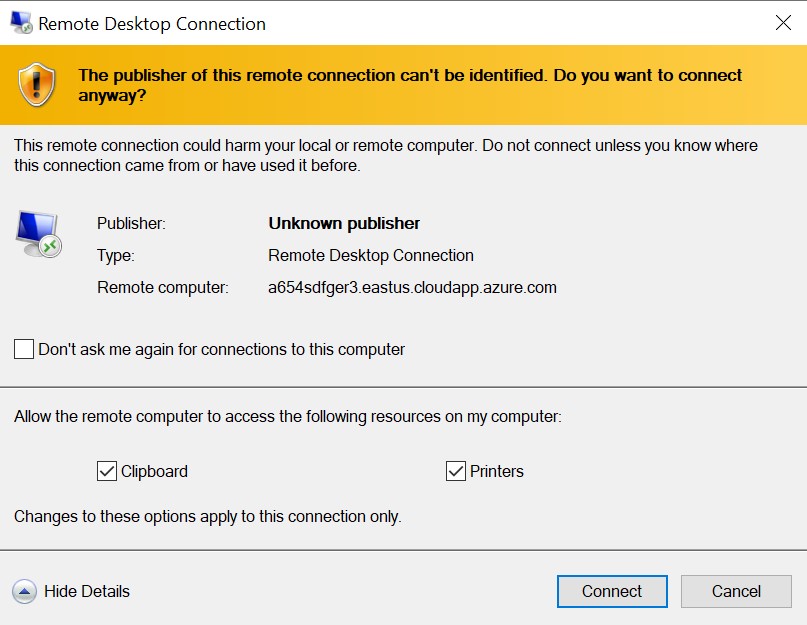 Remote Desktop Connection
The publisher of this remote connection can't be identified. Do you want to connect
anyway?
This remote connection could harm your local or remote computer. Do not connect unless you know where
this connection came from or have used it before.
Publisher: Unknown publisher
Type: Remote Desktop Connection
Remote computer: a654sdfger3.eastus.cloudapp.azure.com
Don't ask me again for connections to this computer
Allow the remote computer to access the following resources on my computer:
Clipboard Printers
Changes to these options apply to this connection only.
Hide Details Connect Cancel